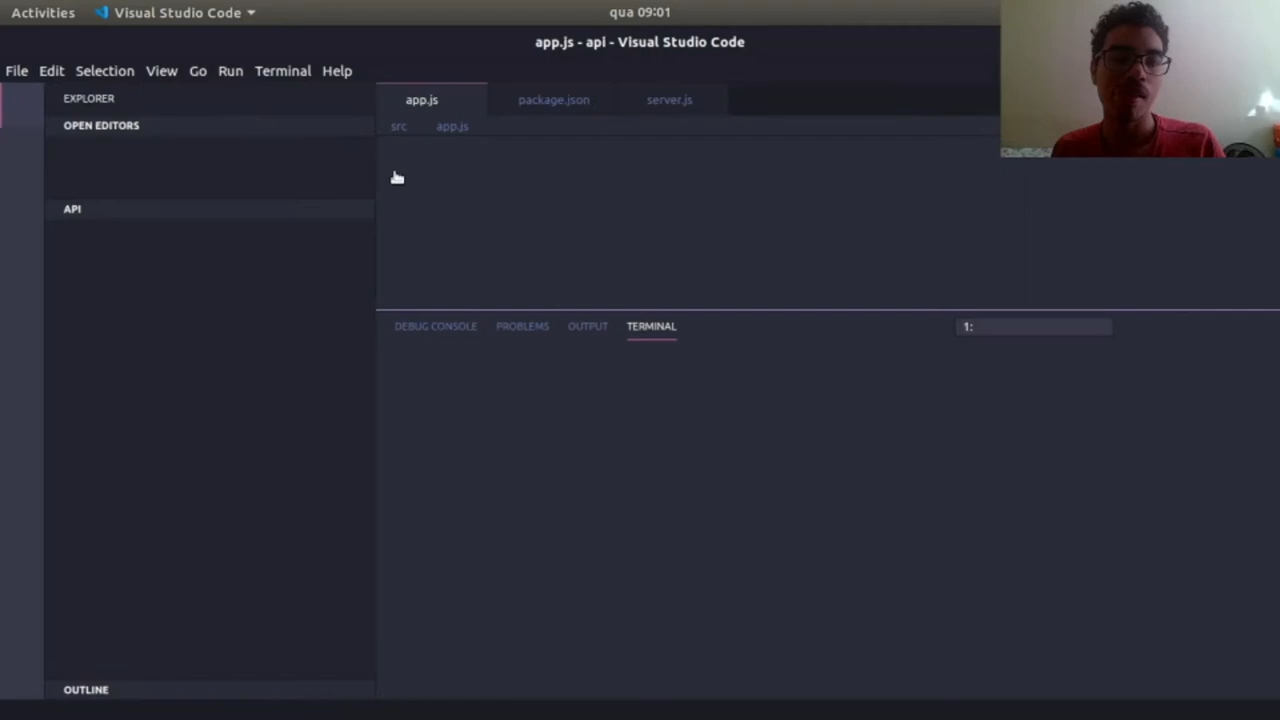 Activities Visual Studio Code qua 09:01
app.js - api - Visual Studio Code
File Edit Selection View Go Run Terminal Help
EXPLORER
OPEN EDITORS
API
OUTLINE
app.js package.json server.js
src app.js
DEBUG CONSOLE PROBLEMS OUTPUT TERMINAL 1: